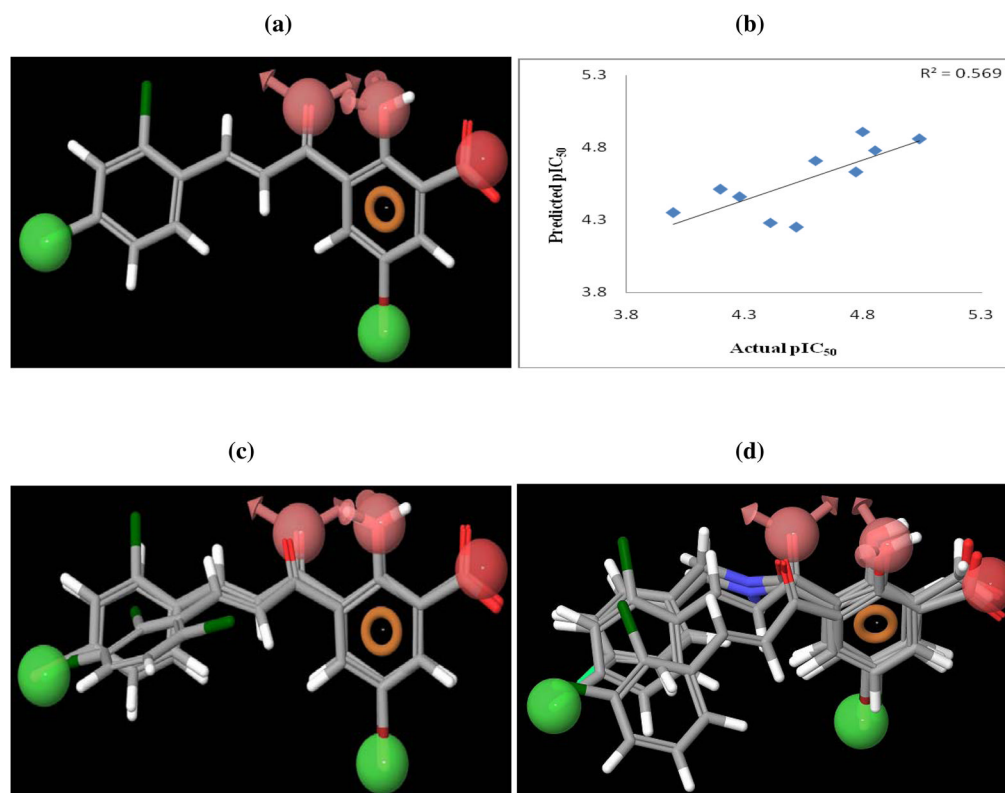 (a)
(b)
5.3
R² = 0.569
4.8
4.3
3.8
Predicted pIC₅₀
3.8 4.3 4.8 5.3
Actual pIC₅₀
(c)
(d)